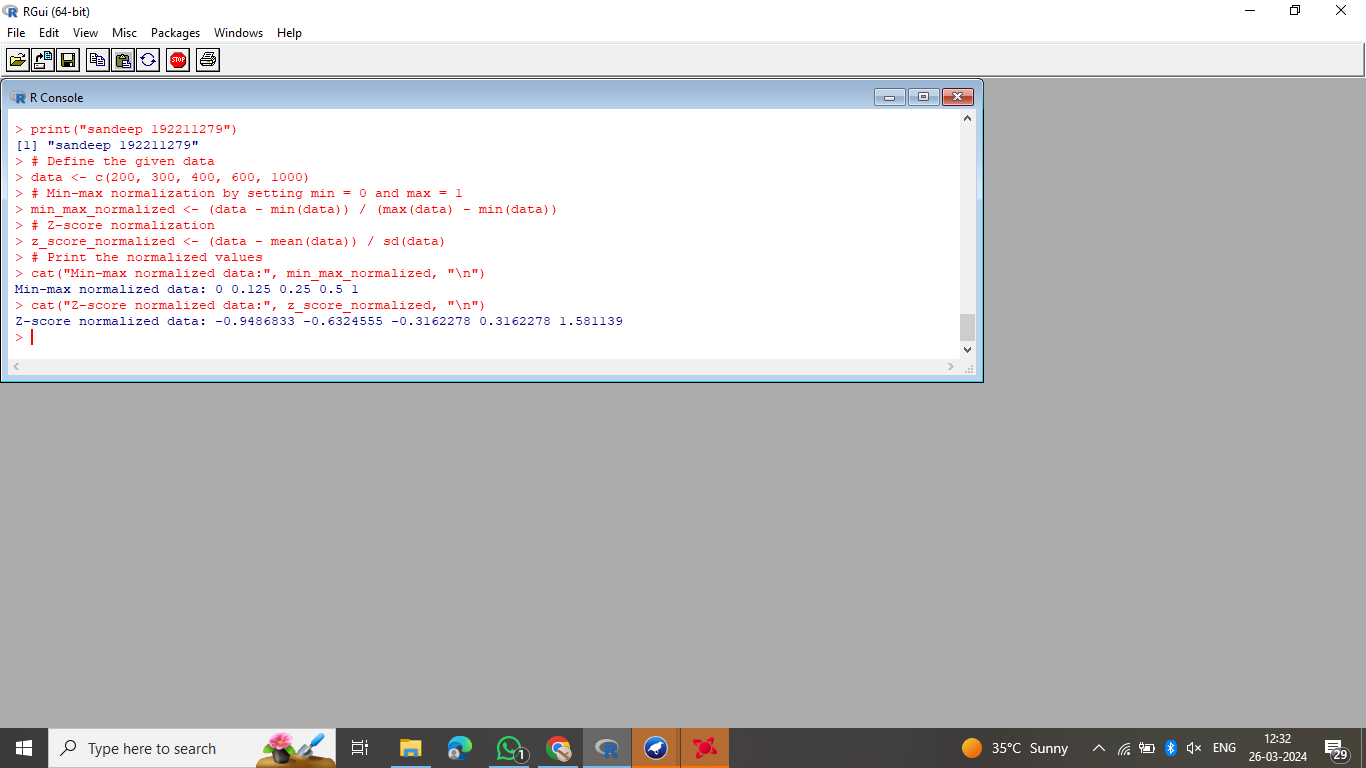 RGui (64-bit)
File Edit View Misc Packages Windows Help
STOP
R Console
> print("sandeep 192211279")
[1] "sandeep 192211279"
> # Define the given data
> data <- c(200, 300, 400, 600, 1000)
> # Min-max normalization by setting min = 0 and max = 1
> min_max_normalized <- (data - min(data)) / (max(data) - min(data))
> # Z-score normalization
> z_score_normalized <- (data - mean(data)) / sd(data)
> # Print the normalized values
> cat("Min-max normalized data:", min_max_normalized, "\n")
Min-max normalized data: 0 0.125 0.25 0.5 1
> cat("Z-score normalized data:", z_score_normalized, "\n")
Z-score normalized data: -0.9486833 -0.6324555 -0.3162278 0.3162278 1.581139
>
Type here to search
1
35°C Sunny
ENG
12:32
26-03-2024
29